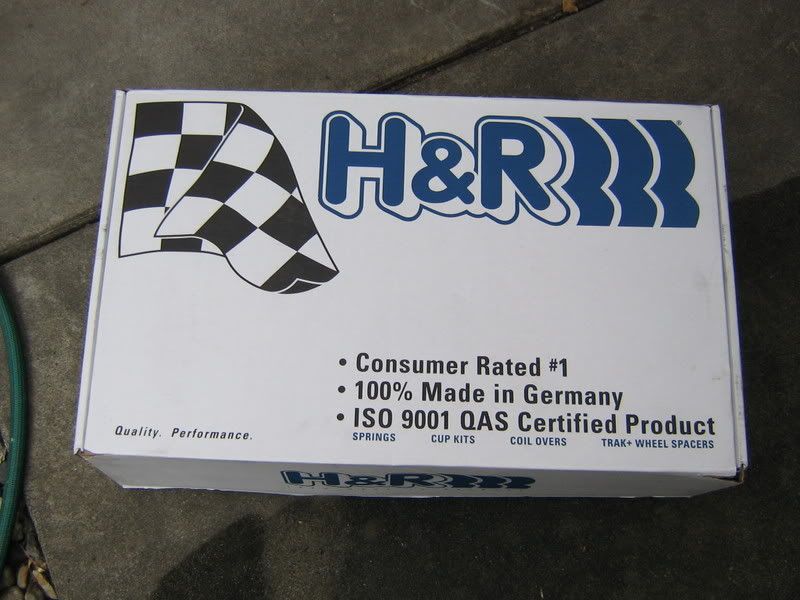 H&R®
• Consumer Rated #1
• 100% Made in Germany
• ISO 9001 QAS Certified Product
SPRINGS CUP KITS COIL OVERS TRAK+ WHEEL SPACERS
Quality. Performance.
H&R